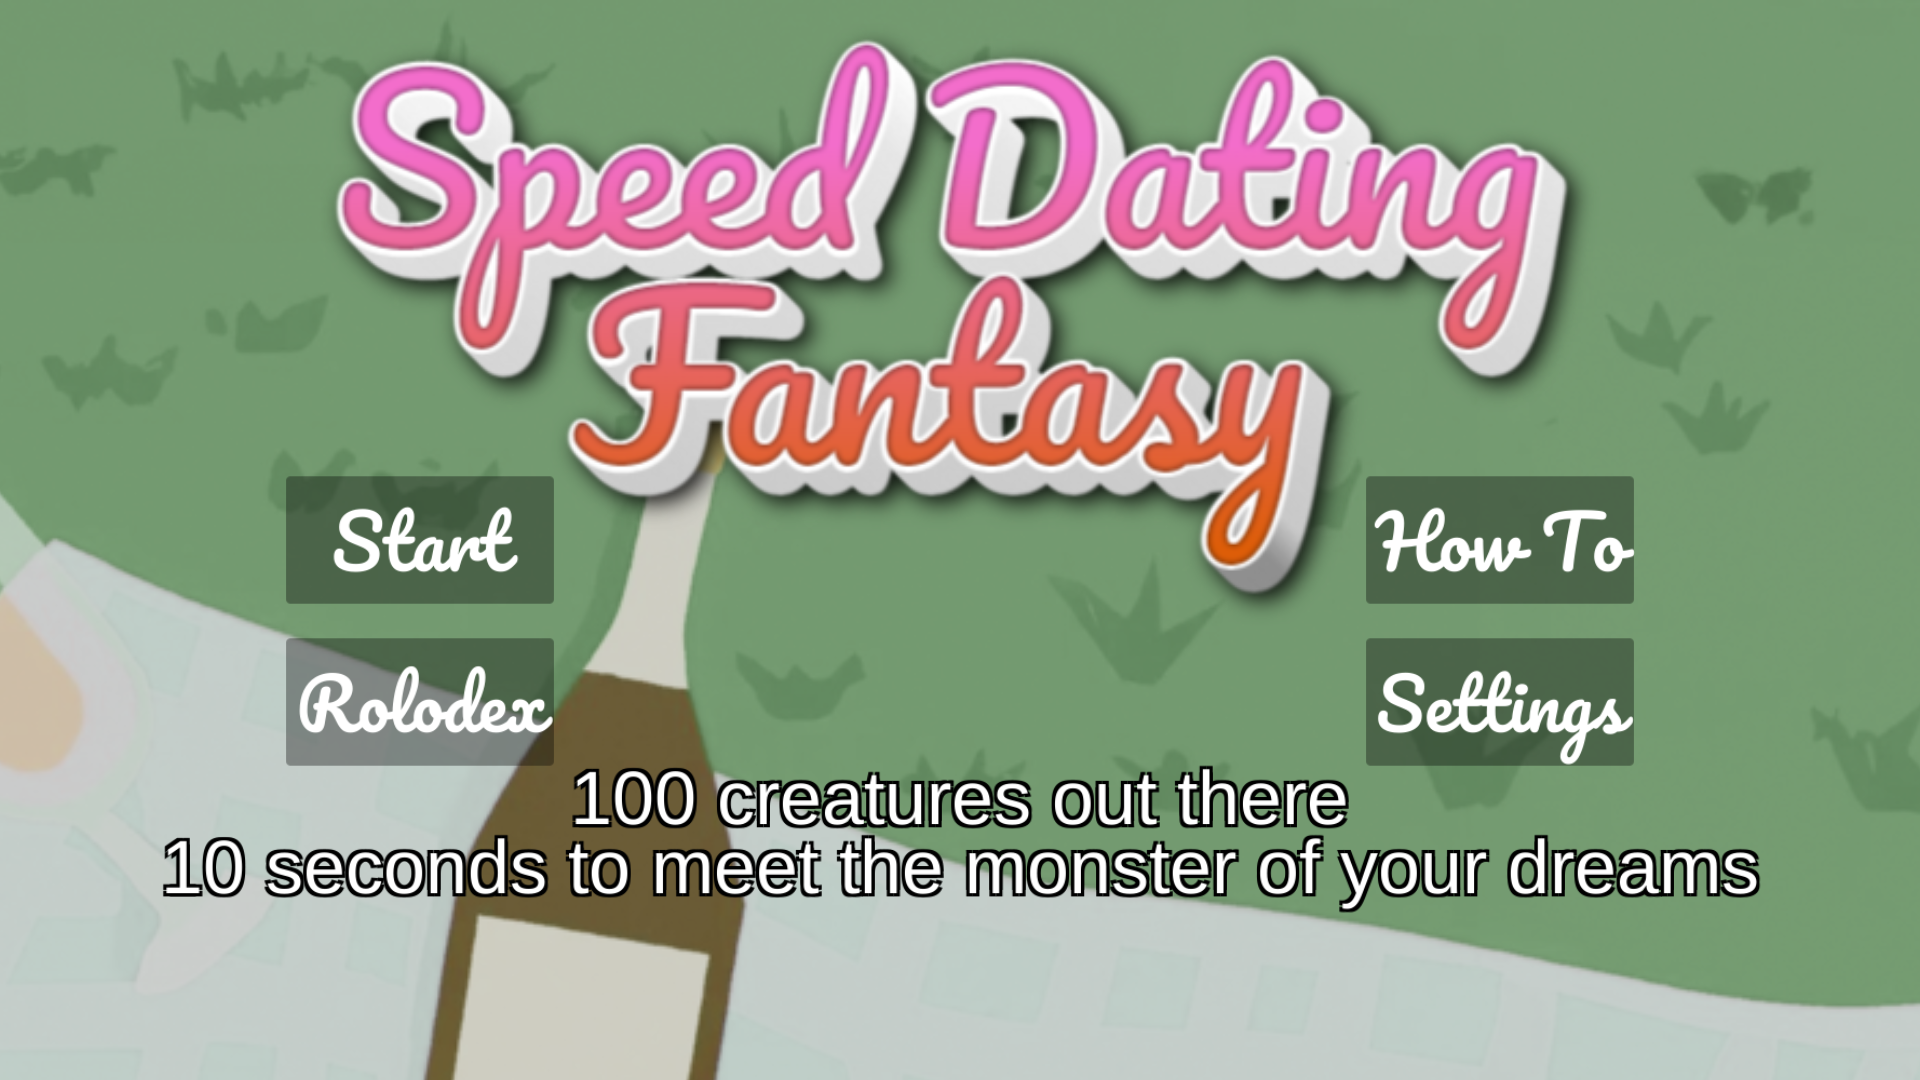 Speed Dating
Fantasy
Start
How To
Rolodex
Settings
100 creatures out there
10 seconds to meet the monster of your dreams